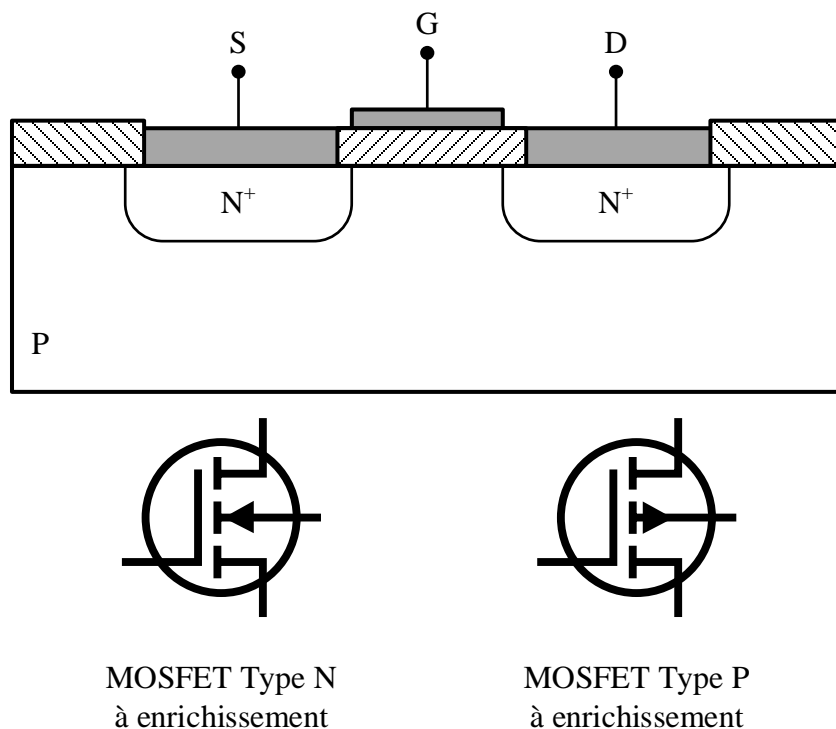 S
G
D
N⁺
N⁺
P
MOSFET Type N
à enrichissement
MOSFET Type P
à enrichissement